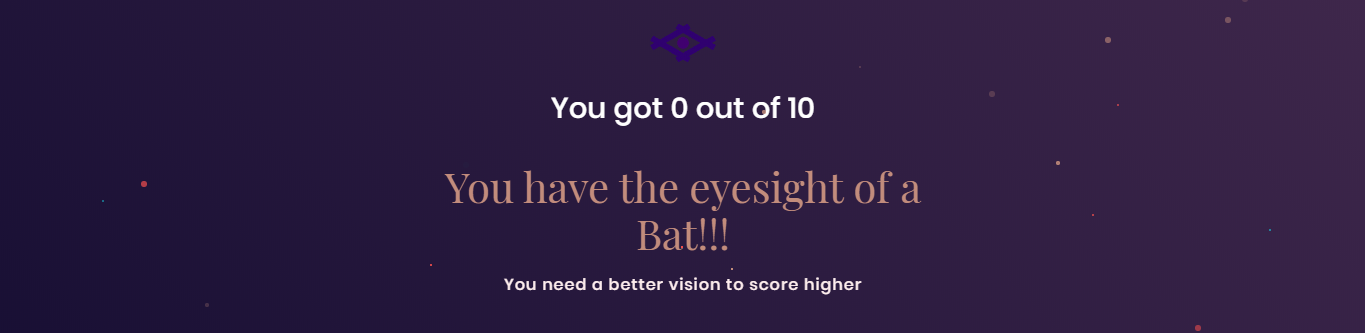 You got 0 out of 10
You have the eyesight of a
Bat!!!
You need a better vision to score higher